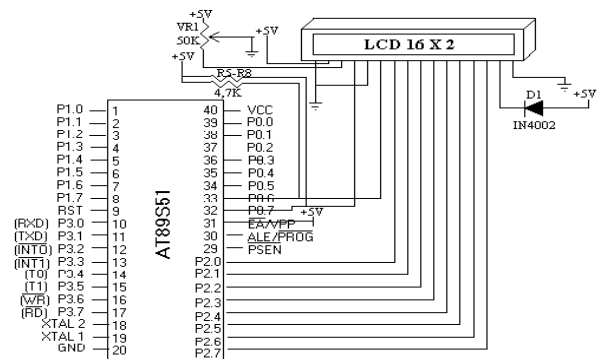 +5V
VR1
50K
+5V
+5V
LCD 16 X 2
R5-R8
4,7K
D1
+5V
IN4002
P1.0 1 40 VCC
P1.1 2 39 P0.0
P1.2 3 38 P0.1
P1.3 4 37 P0.2
P1.4 5 36 P0.3
P1.5 6 35 P0.4
P1.6 7 34 P0.5
P1.7 8 33 P0.6
RST 9 32 P0.7
+5V
(RXD) P3.0 10 31 EA/VPP
(TXD) P3.1 11 30 ALE/PROG
(INT0) P3.2 12 29 PSEN
(INT1) P3.3 13 P2.0
(T0) P3.4 14 P2.1
(T1) P3.5 15 P2.2
(WR) P3.6 16 P2.3
(RD) P3.7 17 P2.4
XTAL 2 18 P2.5
XTAL 1 19 P2.6
GND 20 P2.7
AT89S51